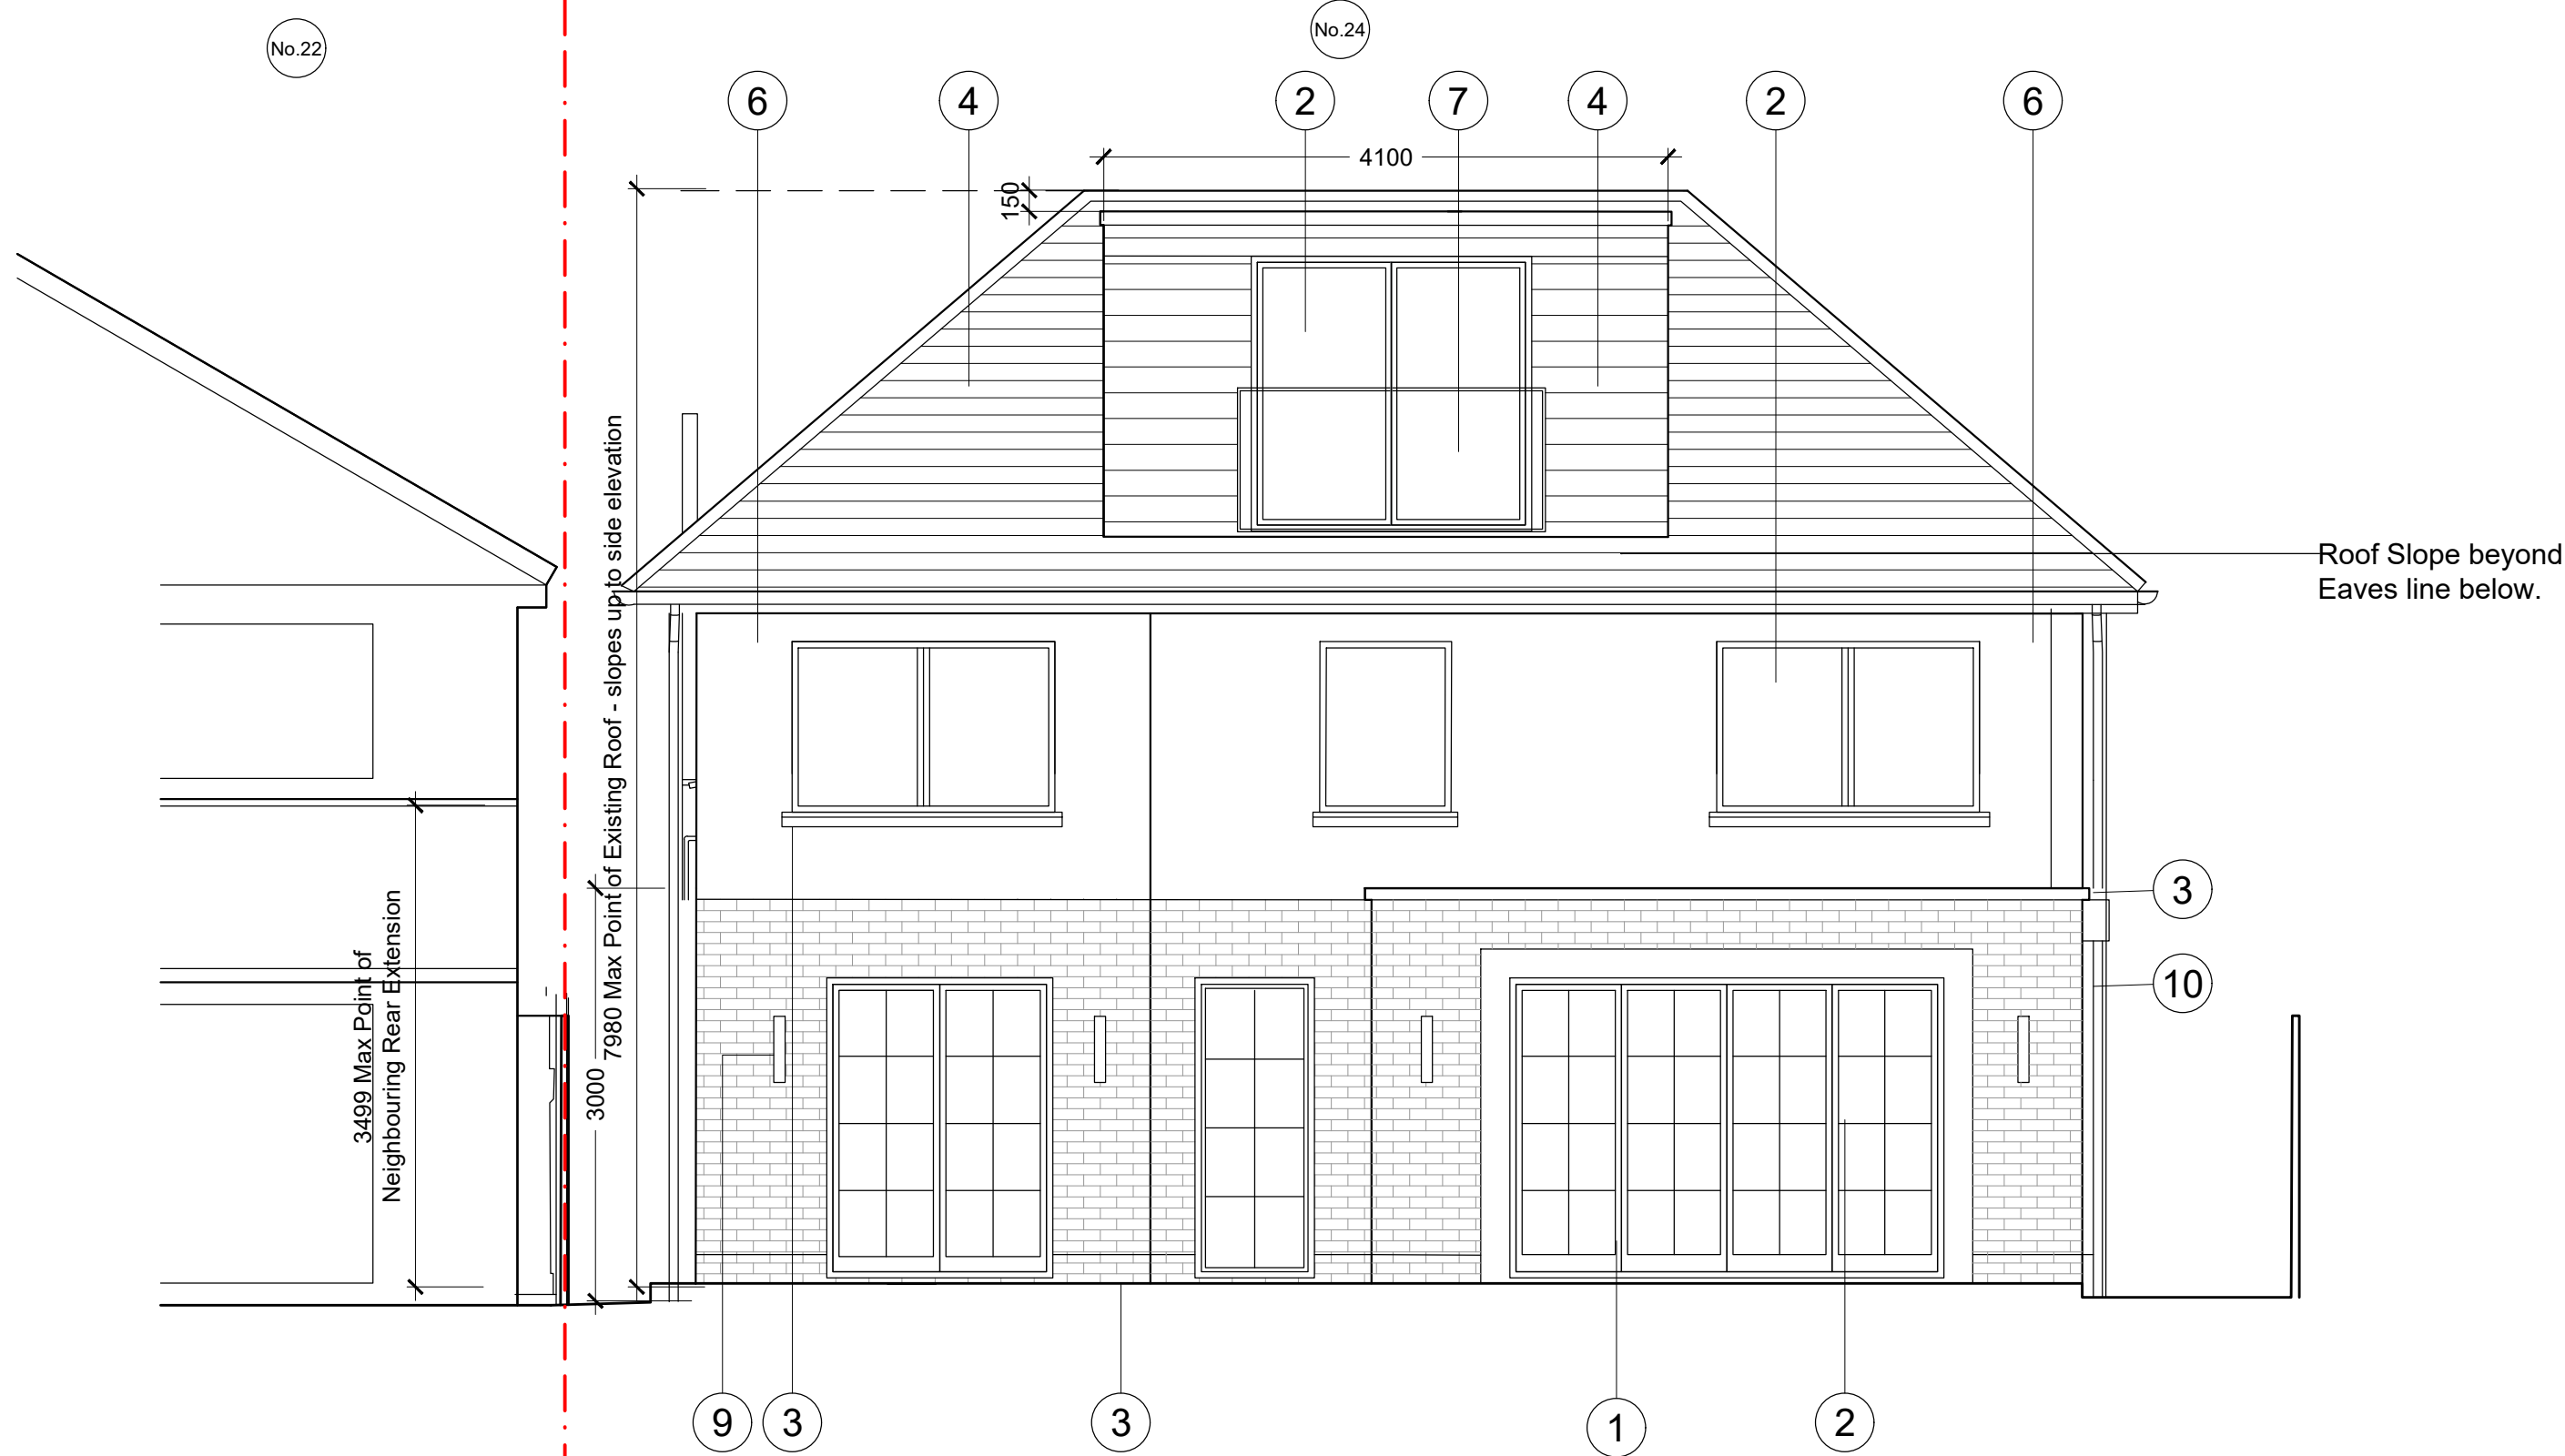 No.22
No.24
6
4
2
7
4
2
6
4100
150
7980 Max Point of Existing Roof - slopes up to side elevation
Roof Slope beyond
Eaves line below.
3499 Max Point of
Neighbouring Rear Extension
3000
3
10
9
3
3
1
2